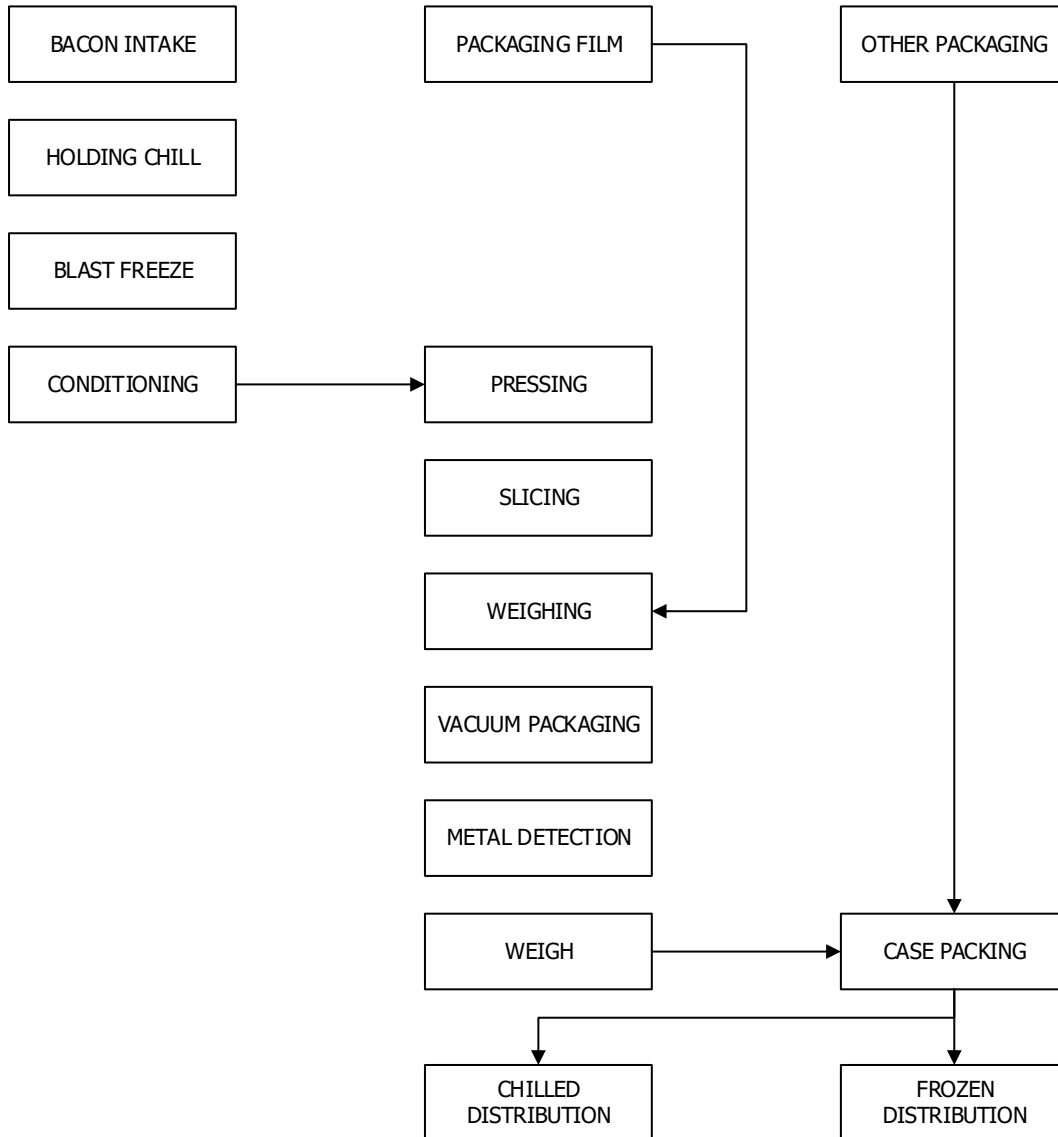 BACON INTAKE
PACKAGING FILM
OTHER PACKAGING
HOLDING CHILL
BLAST FREEZE
CONDITIONING
PRESSING
SLICING
WEIGHING
VACUUM PACKAGING
METAL DETECTION
WEIGH
CASE PACKING
CHILLED
DISTRIBUTION
FROZEN
DISTRIBUTION